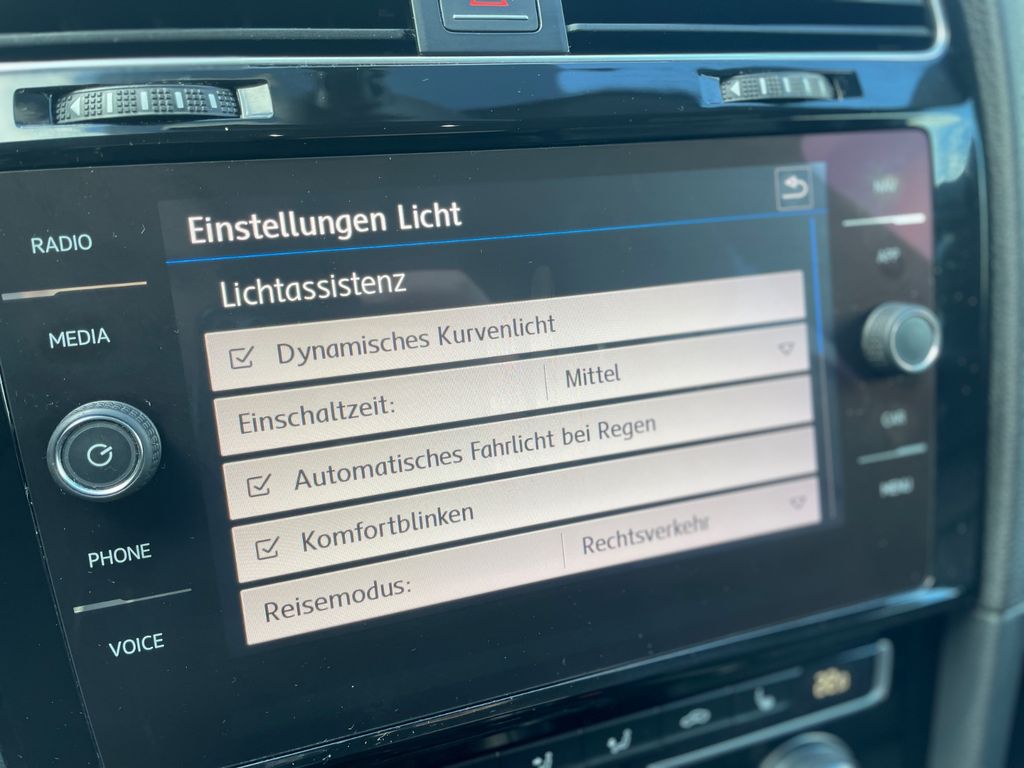 RADIO
MEDIA
PHONE
VOICE
Einstellungen Licht
Lichtassistenz
Dynamisches Kurvenlicht
Einschaltzeit: Mittel
Automatisches Fahrlicht bei Regen
Komfortblinken
Reisemodus: Rechtsverkehr
NAV
APP
CAR
MENU